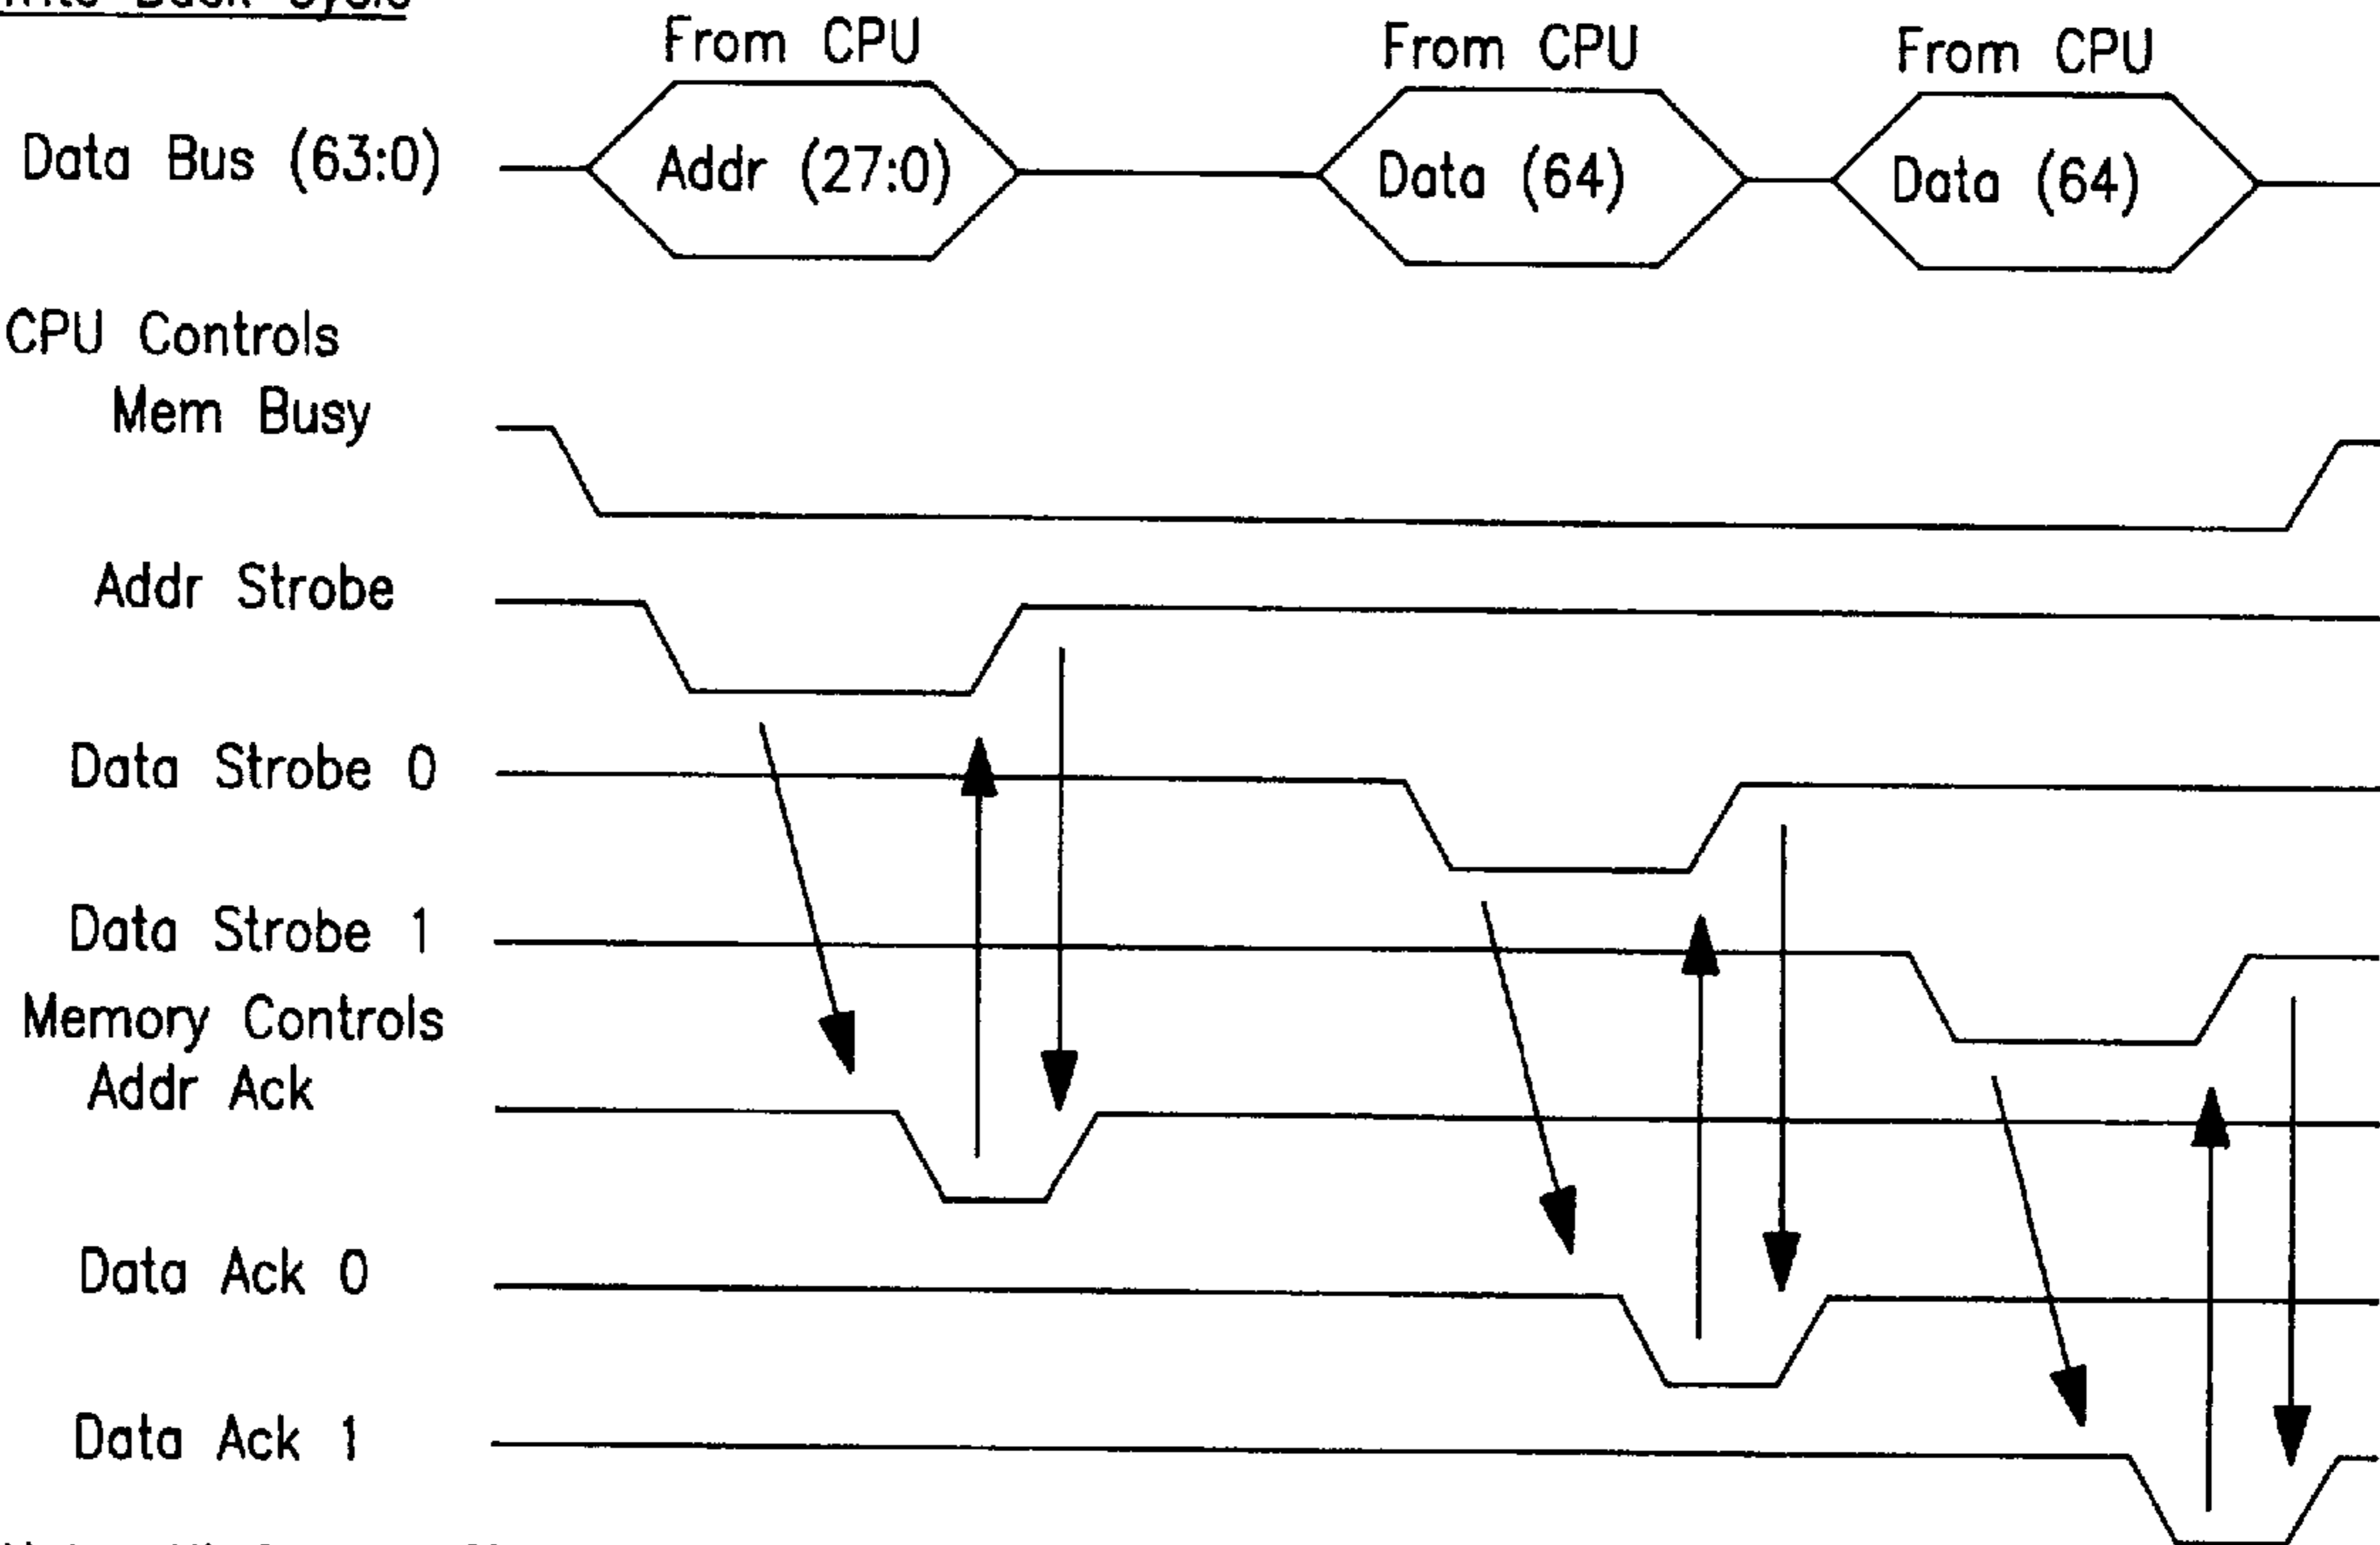 Back Cycle
From CPU From CPU From CPU
Data Bus (63:0) Addr (27:0) Data (64) Data (64)
CPU Controls
Mem Busy
Addr Strobe
Data Strobe 0
Data Strobe 1
Memory Controls
Addr Ack
Data Ack 0
Data Ack 1